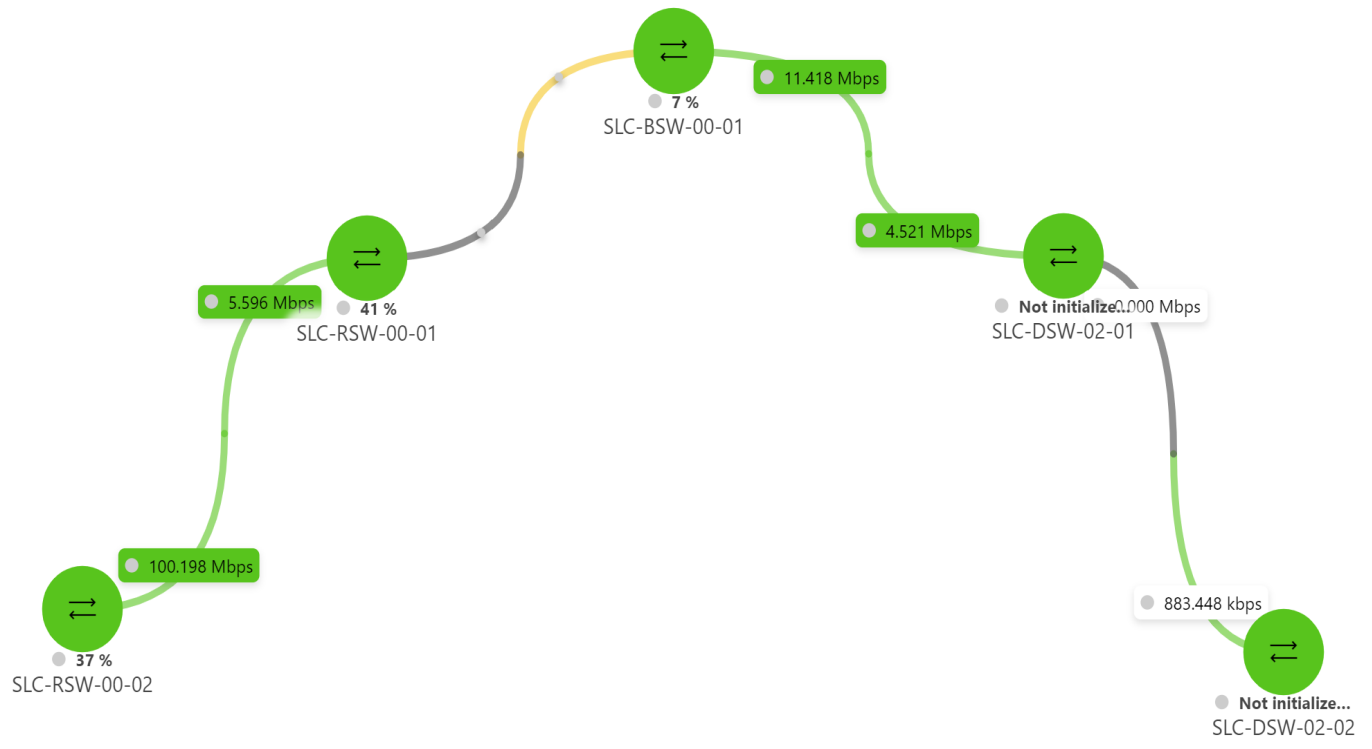 11.418 Mbps
7 %
SLC-BSW-00-01
4.521 Mbps
5.596 Mbps
41 %
SLC-RSW-00-01
Not initialize...
0.000 Mbps
SLC-DSW-02-01
100.198 Mbps
37 %
SLC-RSW-00-02
883.448 kbps
Not initialize...
SLC-DSW-02-02